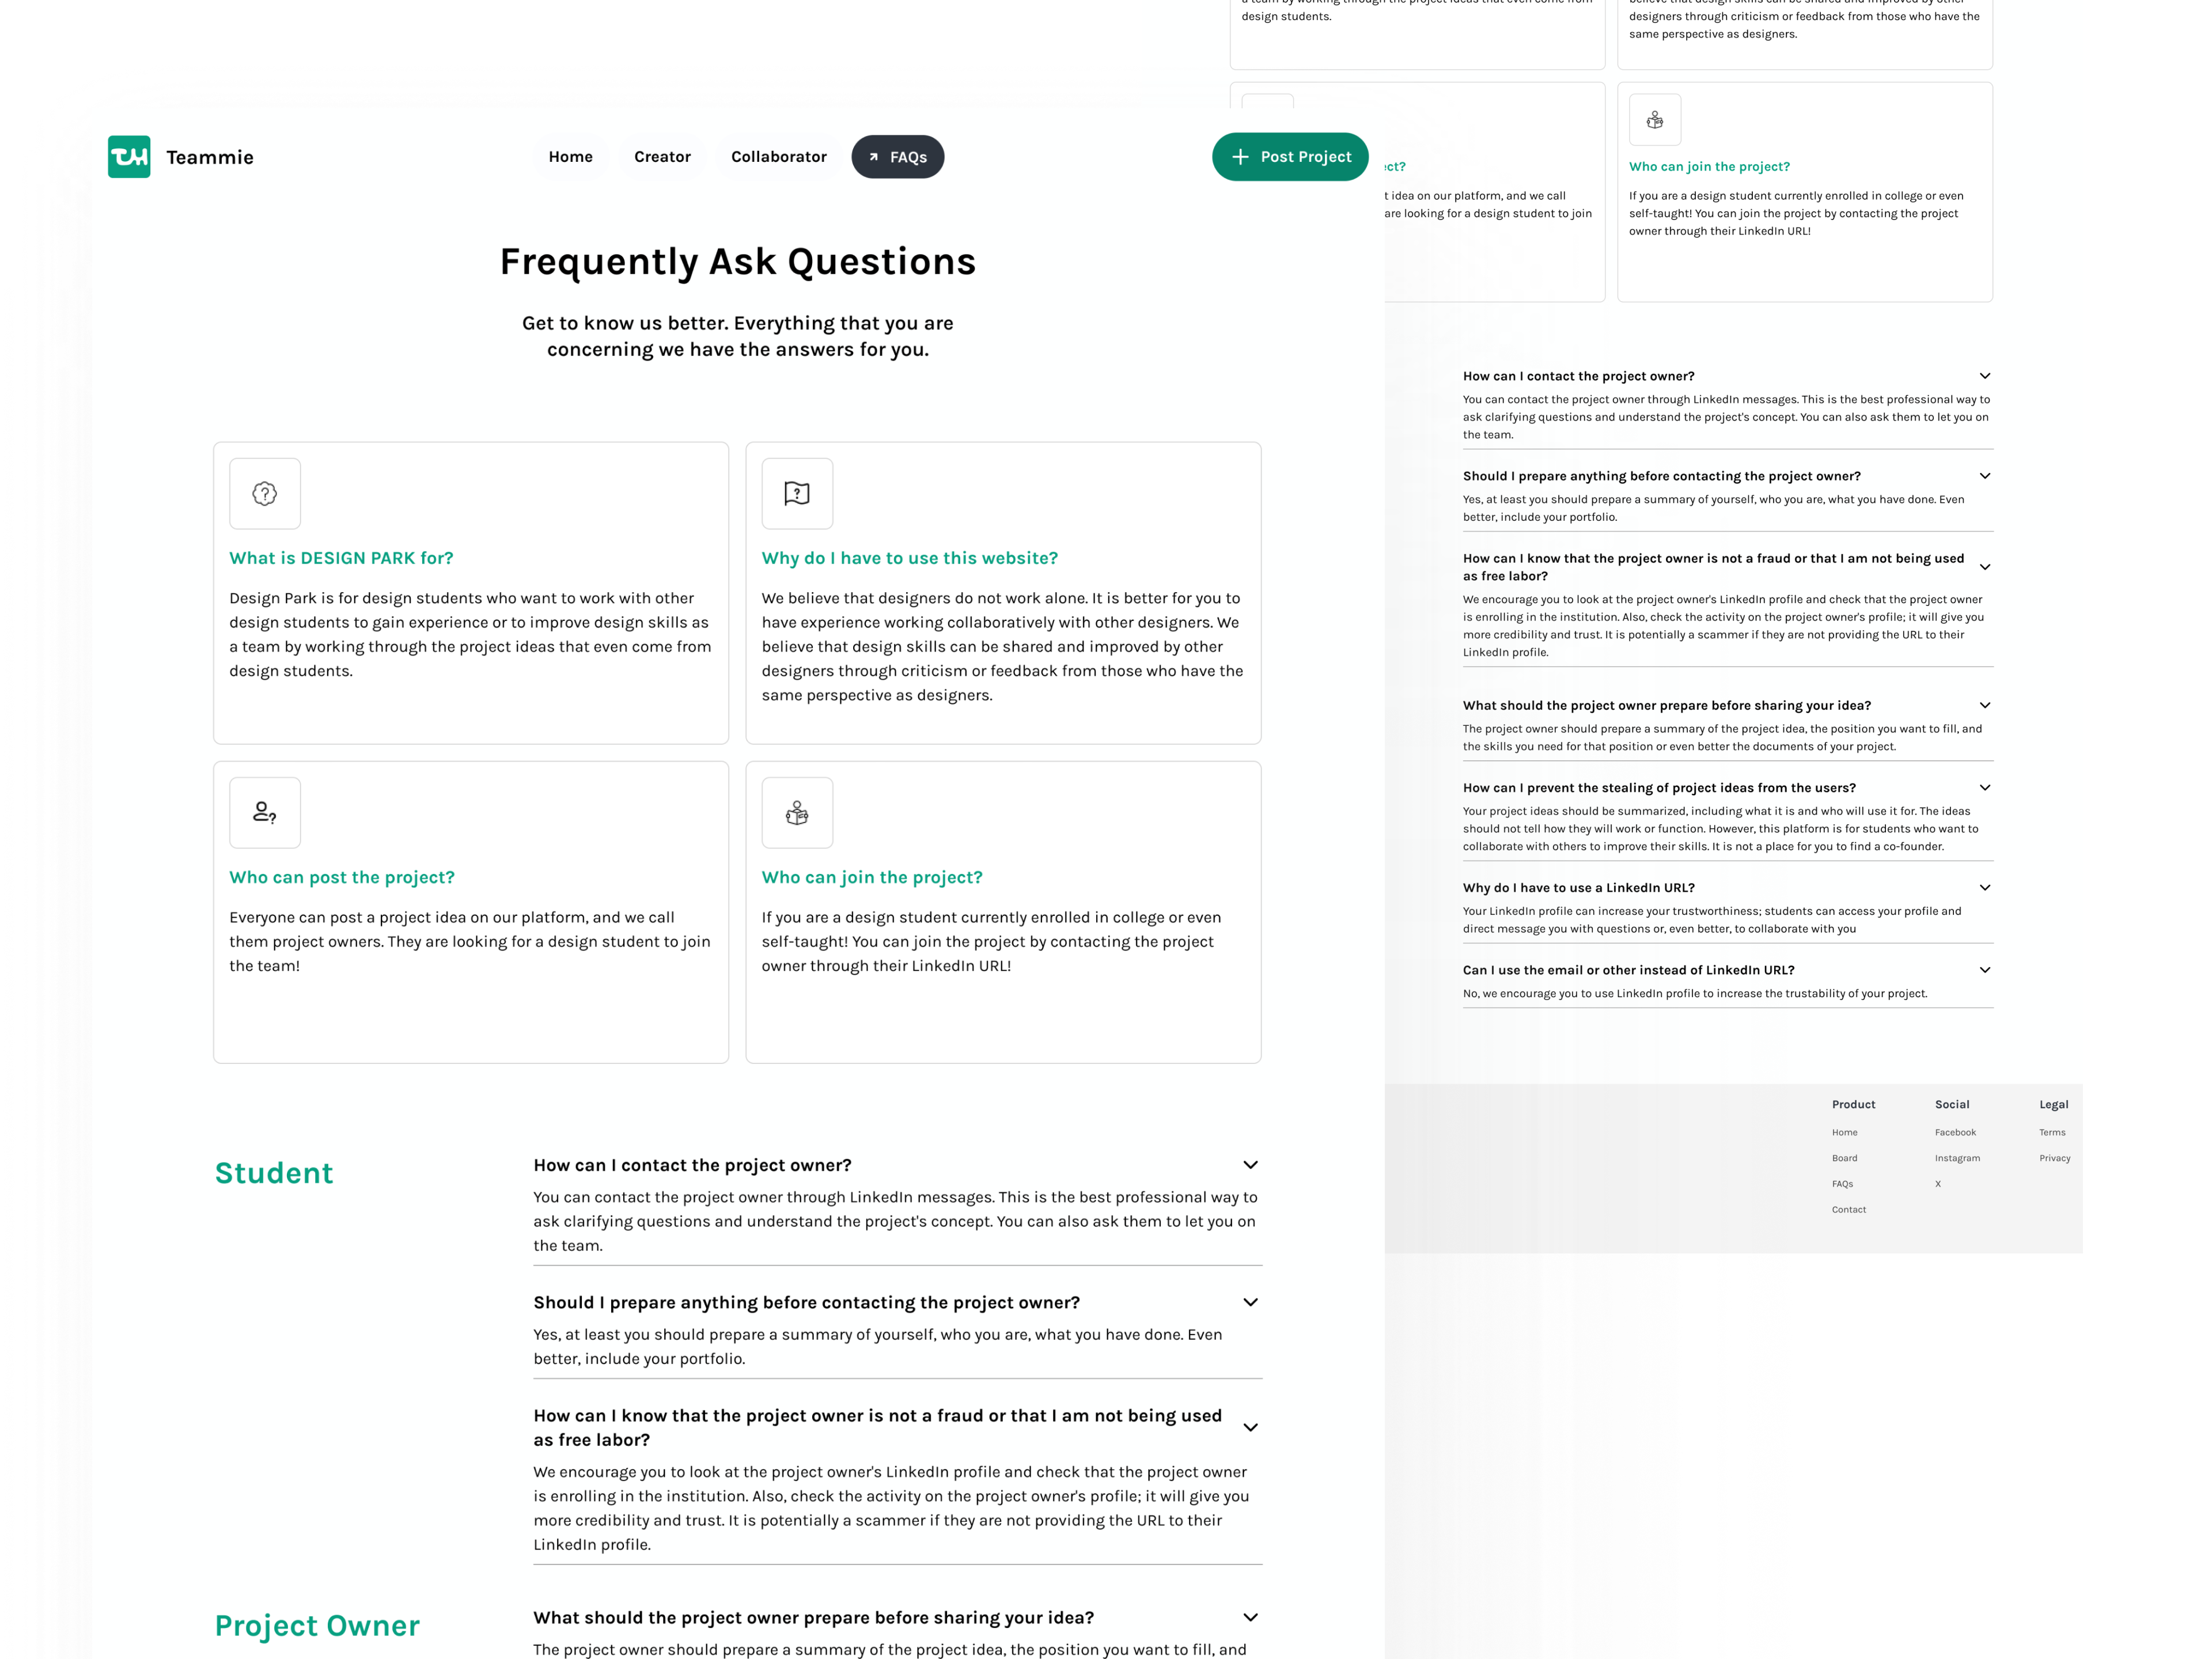 Teammie
Home
Creator
Collaborator
FAQs
Post Project
Frequently Ask Questions
Get to know us better. Everything that you are
concerning we have the answers for you.
What is DESIGN PARK for?
Design Park is for design students who want to work with other
design students to gain experience or to improve design skills as
a team by working through the project ideas that even come from
design students.
Why do I have to use this website?
We believe that designers do not work alone. It is better for you to
have experience working collaboratively with other designers. We
believe that design skills can be shared and improved by other
designers through criticism or feedback from those who have the
same perspective as designers.
Who can post the project?
Everyone can post a project idea on our platform, and we call
them project owners. They are looking for a design student to join
the team!
Who can join the project?
If you are a design student currently enrolled in college or even
self-taught! You can join the project by contacting the project
owner through their LinkedIn URL!
Student
How can I contact the project owner?
You can contact the project owner through LinkedIn messages. This is the best professional way to
ask clarifying questions and understand the project's concept. You can also ask them to let you on
the team.
Should I prepare anything before contacting the project owner?
Yes, at least you should prepare a summary of yourself, who you are, what you have done. Even
better, include your portfolio.
How can I know that the project owner is not a fraud or that I am not being used
as free labor?
We encourage you to look at the project owner's LinkedIn profile and check that the project owner
is enrolling in the institution. Also, check the activity on the project owner's profile; it will give you
more credibility and trust. It is potentially a scammer if they are not providing the URL to their
LinkedIn profile.
Project Owner
What should the project owner prepare before sharing your idea?
The project owner should prepare a summary of the project idea, the position you want to fill, and
a team by working through the project ideas that even come from
design students.
believe that design skills can be shared and improved by other
designers through criticism or feedback from those who have the
same perspective as designers.
ect?
t idea on our platform, and we call
are looking for a design student to join
Who can join the project?
If you are a design student currently enrolled in college or even
self-taught! You can join the project by contacting the project
owner through their LinkedIn URL!
How can I contact the project owner?
You can contact the project owner through LinkedIn messages. This is the best professional way to
ask clarifying questions and understand the project's concept. You can also ask them to let you on
the team.
Should I prepare anything before contacting the project owner?
Yes, at least you should prepare a summary of yourself, who you are, what you have done. Even
better, include your portfolio.
How can I know that the project owner is not a fraud or that I am not being used
as free labor?
We encourage you to look at the project owner's LinkedIn profile and check that the project owner
is enrolling in the institution. Also, check the activity on the project owner's profile; it will give you
more credibility and trust. It is potentially a scammer if they are not providing the URL to their
LinkedIn profile.
What should the project owner prepare before sharing your idea?
The project owner should prepare a summary of the project idea, the position you want to fill, and
the skills you need for that position or even better the documents of your project.
How can I prevent the stealing of project ideas from the users?
Your project ideas should be summarized, including what it is and who will use it for. The ideas
should not tell how they will work or function. However, this platform is for students who want to
collaborate with others to improve their skills. It is not a place for you to find a co-founder.
Why do I have to use a LinkedIn URL?
Your LinkedIn profile can increase your trustworthiness; students can access your profile and
direct message you with questions or, even better, to collaborate with you
Can I use the email or other instead of LinkedIn URL?
No, we encourage you to use LinkedIn profile to increase the trustability of your project.
Product
Home
Board
FAQs
Contact
Social
Facebook
Instagram
X
Legal
Terms
Privacy